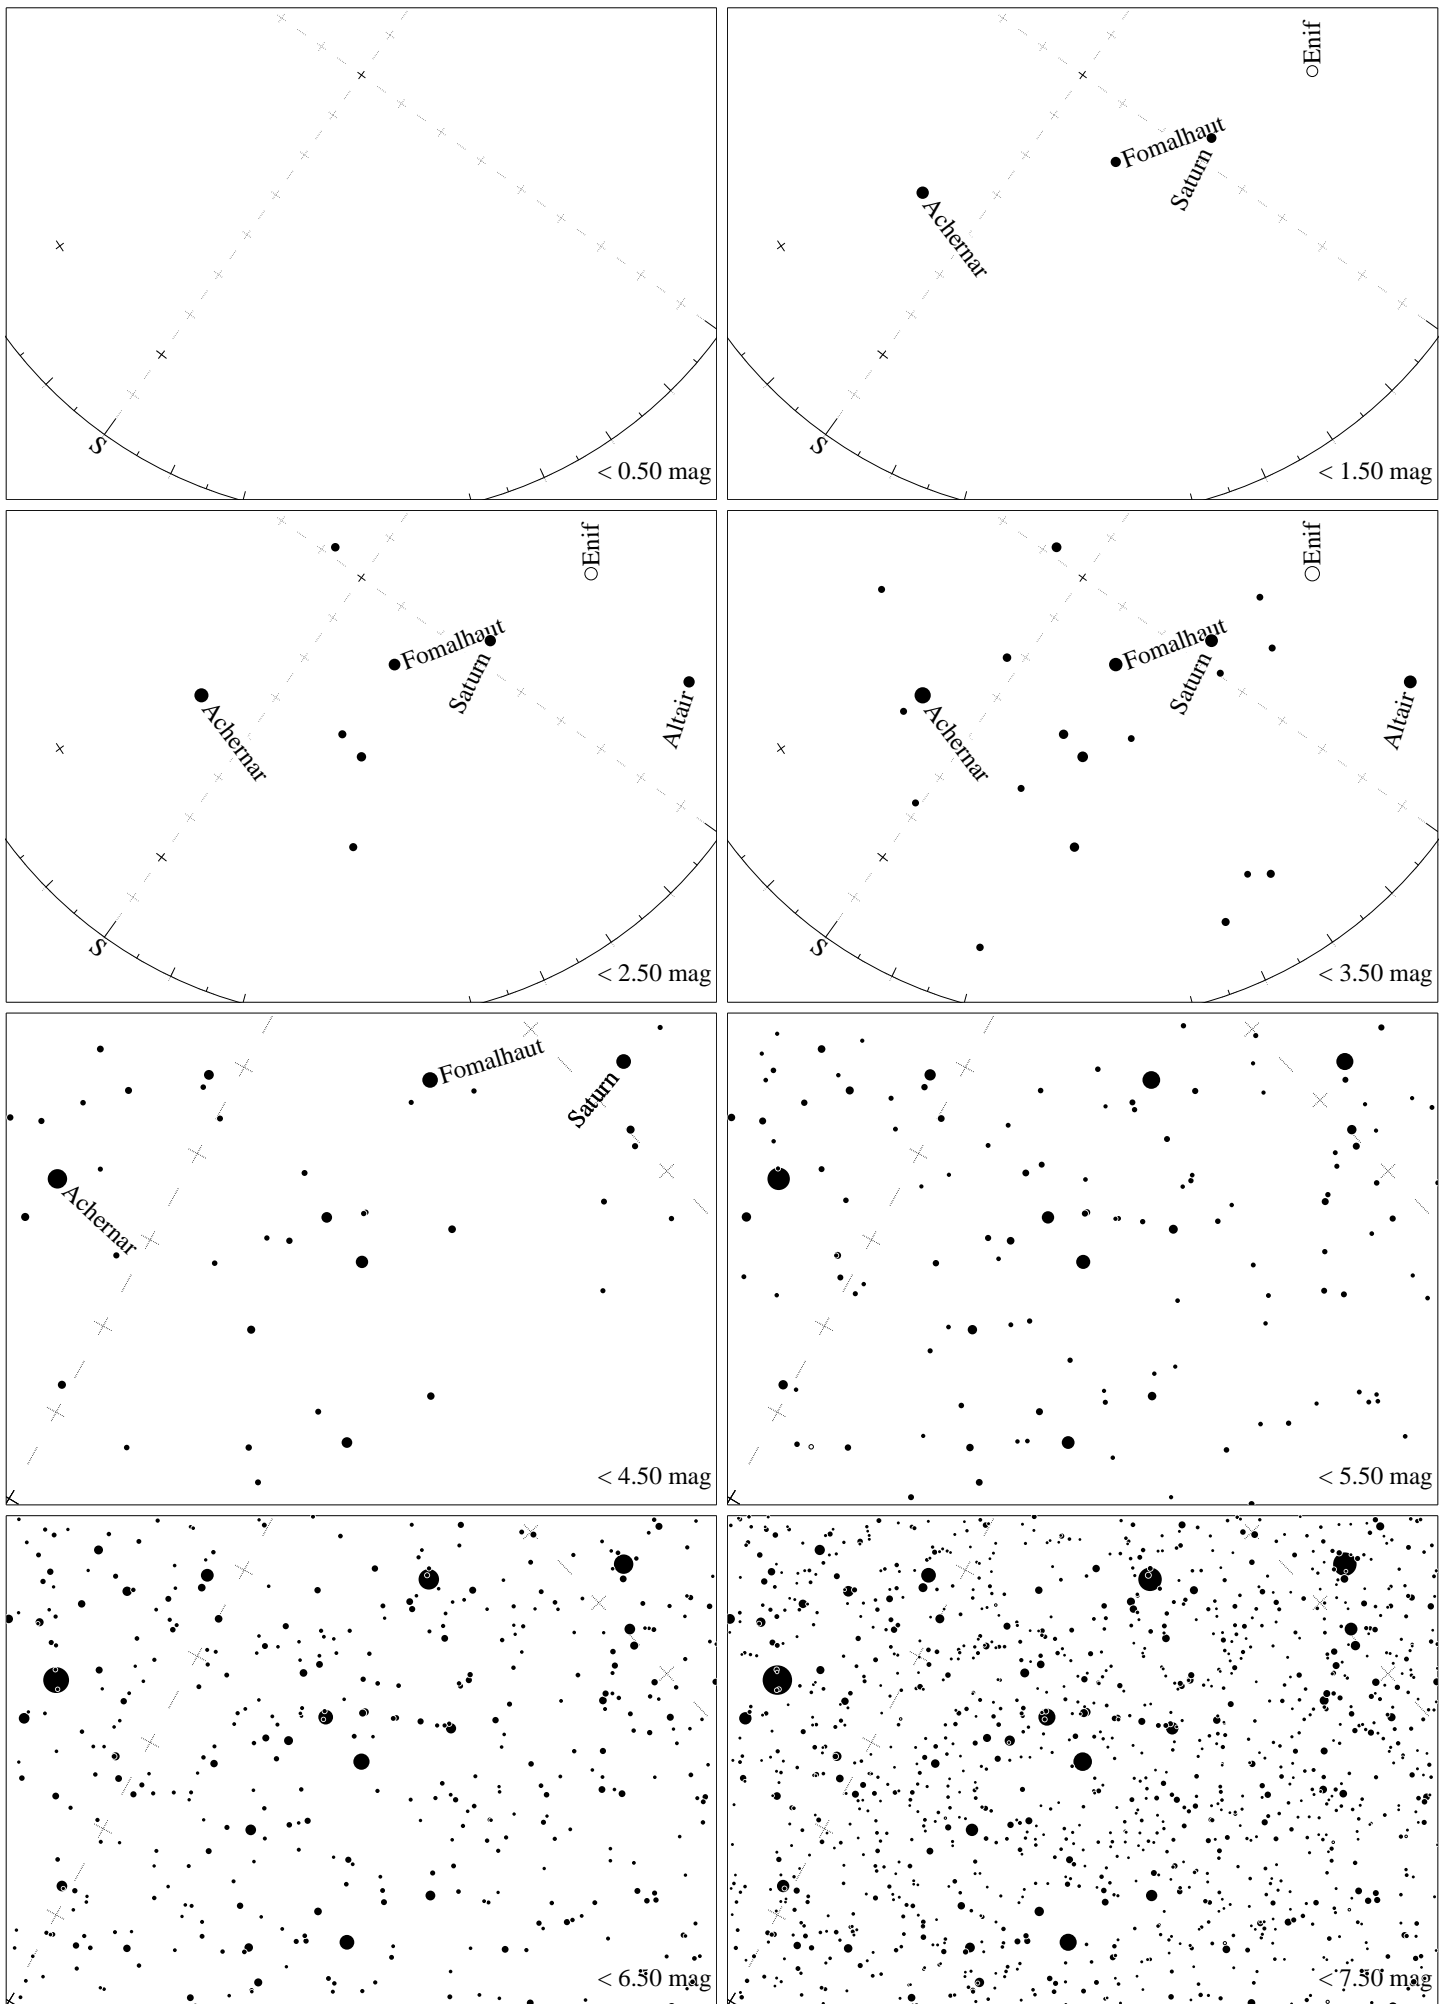 S
< 0.50 mag
Enif
Fomalhaut
Saturn
Achernar
S
< 1.50 mag
Enif
Fomalhaut
Saturn
Altair
Achernar
S
< 2.50 mag
Enif
Fomalhaut
Saturn
Altair
Achernar
S
< 3.50 mag
Fomalhaut
Saturn
Achernar
< 4.50 mag
< 5.50 mag
< 6.50 mag
< 7.50 mag